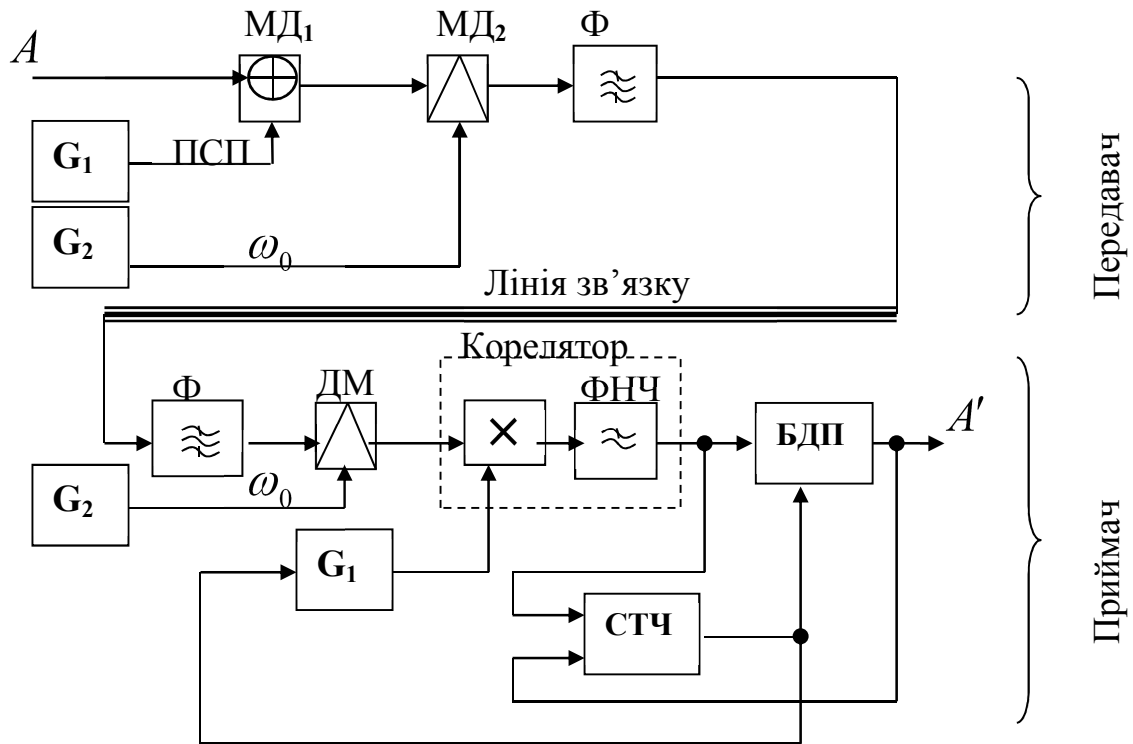 A
МД₁
МД₂
Ф
G₁
ПСП
G₂
ω₀
Передавач
Лінія зв’язку
Корелятор
Ф
ДМ
×
ФНЧ
БДП
A′
G₂
ω₀
G₁
СТЧ
Приймач